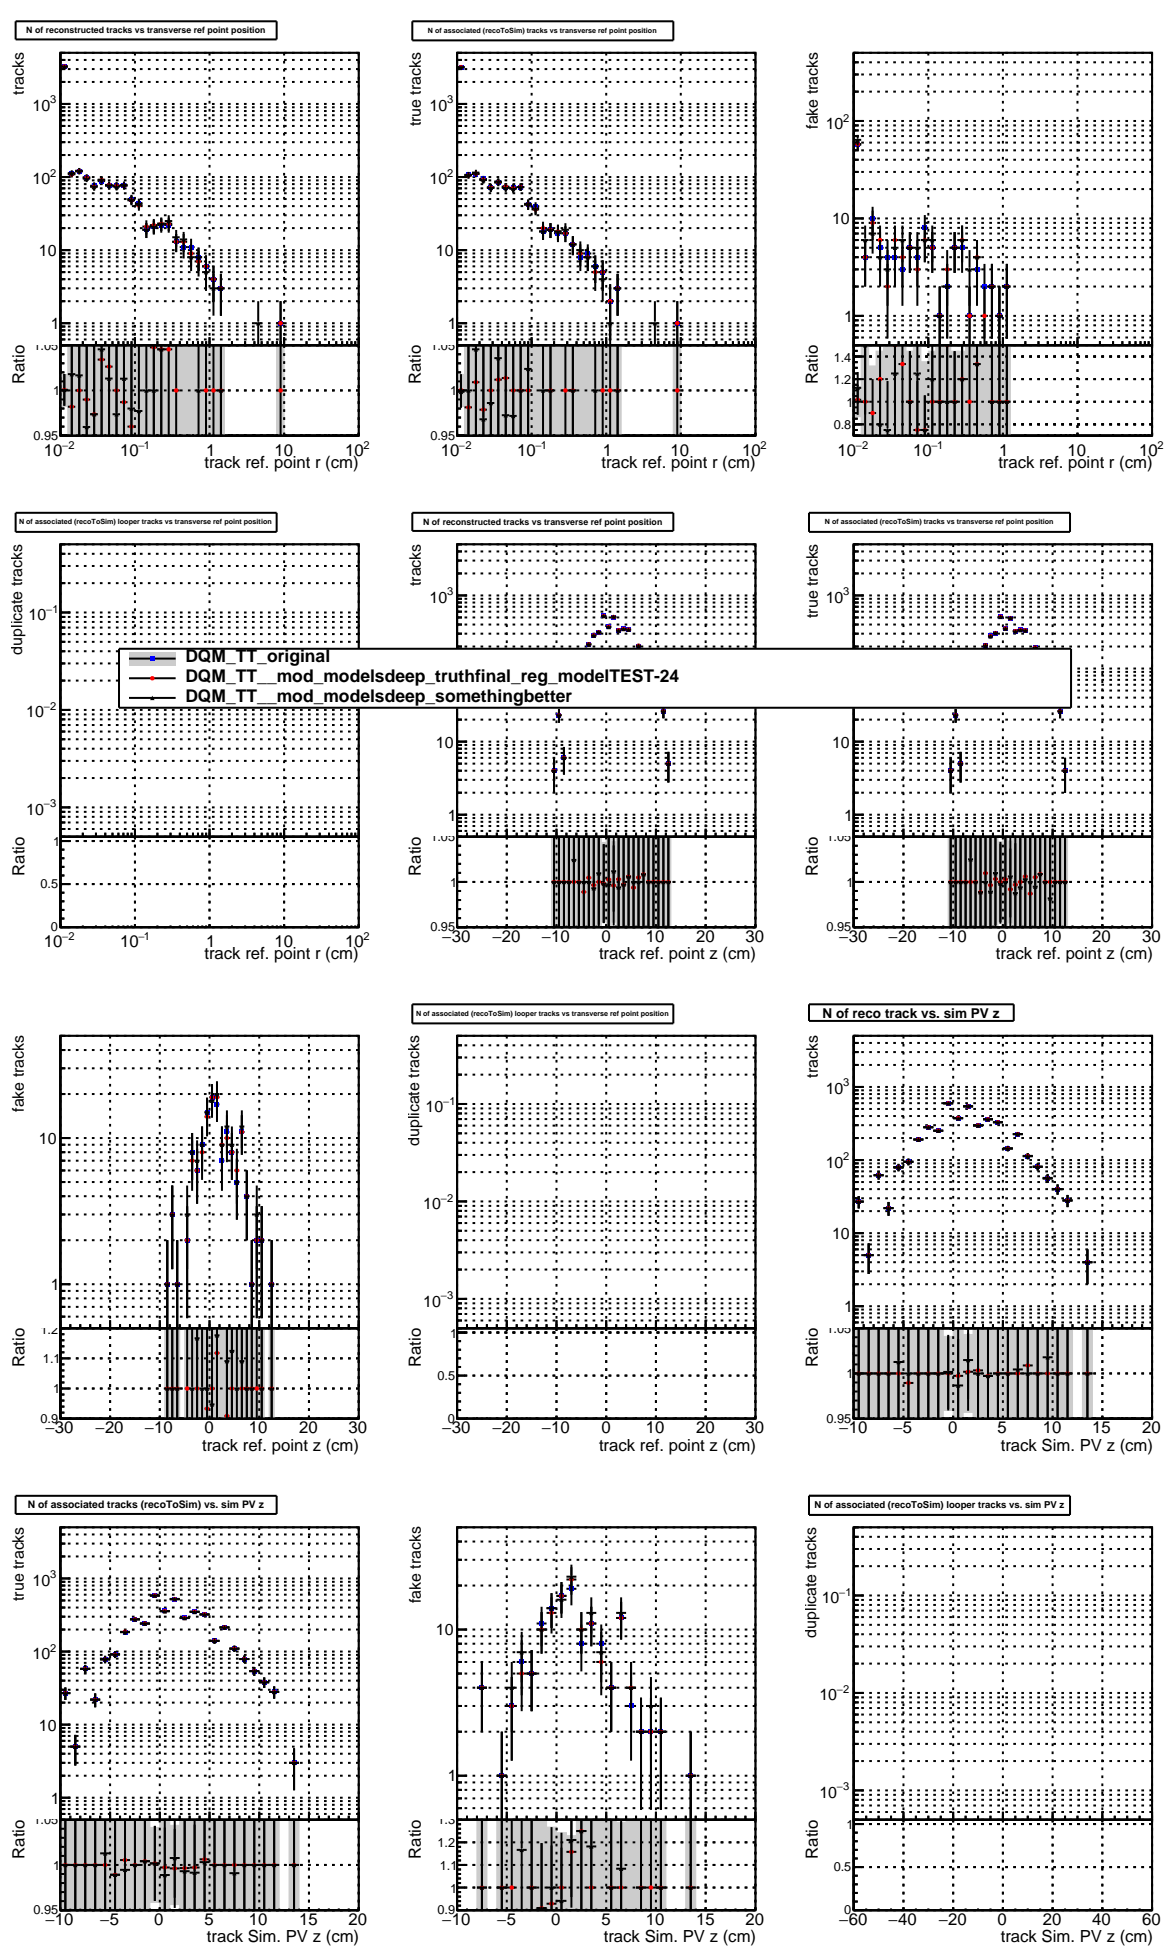 N of reconstructed tracks vs transverse ref point position
N of associated (recoToSim) tracks vs transverse ref point position
tracks
true tracks
fake tracks
10³
10²
10
1
10³
10²
10
1
10²
10
1
Ratio
1.05
1
0.95
Ratio
1.05
1
0.95
Ratio
1.4
1.2
1
0.8
10⁻² 10⁻¹ 1 10 10²
10⁻² 10⁻¹ 1 10 10²
10⁻² 10⁻¹ 1 10 10²
track ref. point r (cm)
track ref. point r (cm)
track ref. point r (cm)
N of associated (recoToSim) looper tracks vs transverse ref point position
N of reconstructed tracks vs transverse ref point position
N of associated (recoToSim) tracks vs transverse ref point position
duplicate tracks
tracks
true tracks
10⁻¹
10⁻²
10⁻³
10³
10
1
10³
10
1
DQM_TT_original
DQM_TT__mod_modelsdeep_truthfinal_reg_modelTEST-24
DQM_TT__mod_modelsdeep_somethingbetter
Ratio
1
0.5
0
Ratio
1.05
1
0.95
Ratio
1.05
1
0.95
10⁻² 10⁻¹ 1 10 10²
−30 −20 −10 0 10 20 30
−30 −20 −10 0 10 20 30
track ref. point r (cm)
track ref. point z (cm)
track ref. point z (cm)
N of associated (recoToSim) looper tracks vs transverse ref point position
N of reco track vs. sim PV z
fake tracks
duplicate tracks
tracks
10
1
10⁻¹
10⁻²
10⁻³
10³
10²
10
1
Ratio
1.2
1.1
1
0.9
Ratio
1
0.5
0
Ratio
1.05
1
0.95
−30 −20 −10 0 10 20 30
−30 −20 −10 0 10 20 30
−10 −5 0 5 10 15 20
track ref. point z (cm)
track ref. point z (cm)
track Sim. PV z (cm)
N of associated tracks (recoToSim) vs. sim PV z
N of associated (recoToSim) looper tracks vs. sim PV z
true tracks
fake tracks
duplicate tracks
10³
10²
10
1
10
1
10⁻¹
10⁻²
10⁻³
Ratio
1.05
1
0.95
Ratio
1.3
1.2
1.1
1
0.9
Ratio
1
0.5
0
−10 −5 0 5 10 15 20
−10 −5 0 5 10 15 20
−60 −40 −20 0 20 40 60
track Sim. PV z (cm)
track Sim. PV z (cm)
track Sim. PV z (cm)